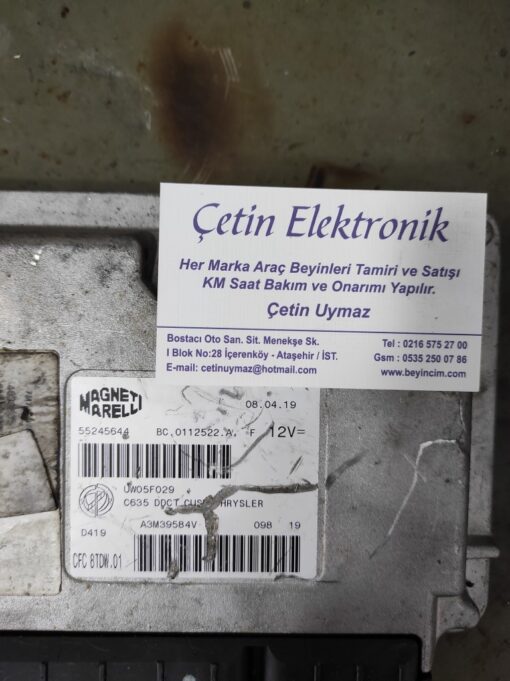 Çetin Elektronik
Her Marka Araç Beyinleri Tamiri ve Satışı
KM Saat Bakım ve Onarımı Yapılır.
Çetin Uymaz
Bostacı Oto San. Sit. Menekşe Sk.
I Blok No:28 İçerenköy - Ataşehir / İST.
E-mail: cetinuymaz@hotmail.com
Tel : 0216 575 27 00
Gsm : 0535 250 07 86
www.beyincim.com
MAGNETI
MARELLI
08.04.19
55245644 BC.0112522.A. F 12V=
UW05F029
C635 DDCT CUS HRYSLER
D419 A3M39584V 098 19
CFC 8TDW.01